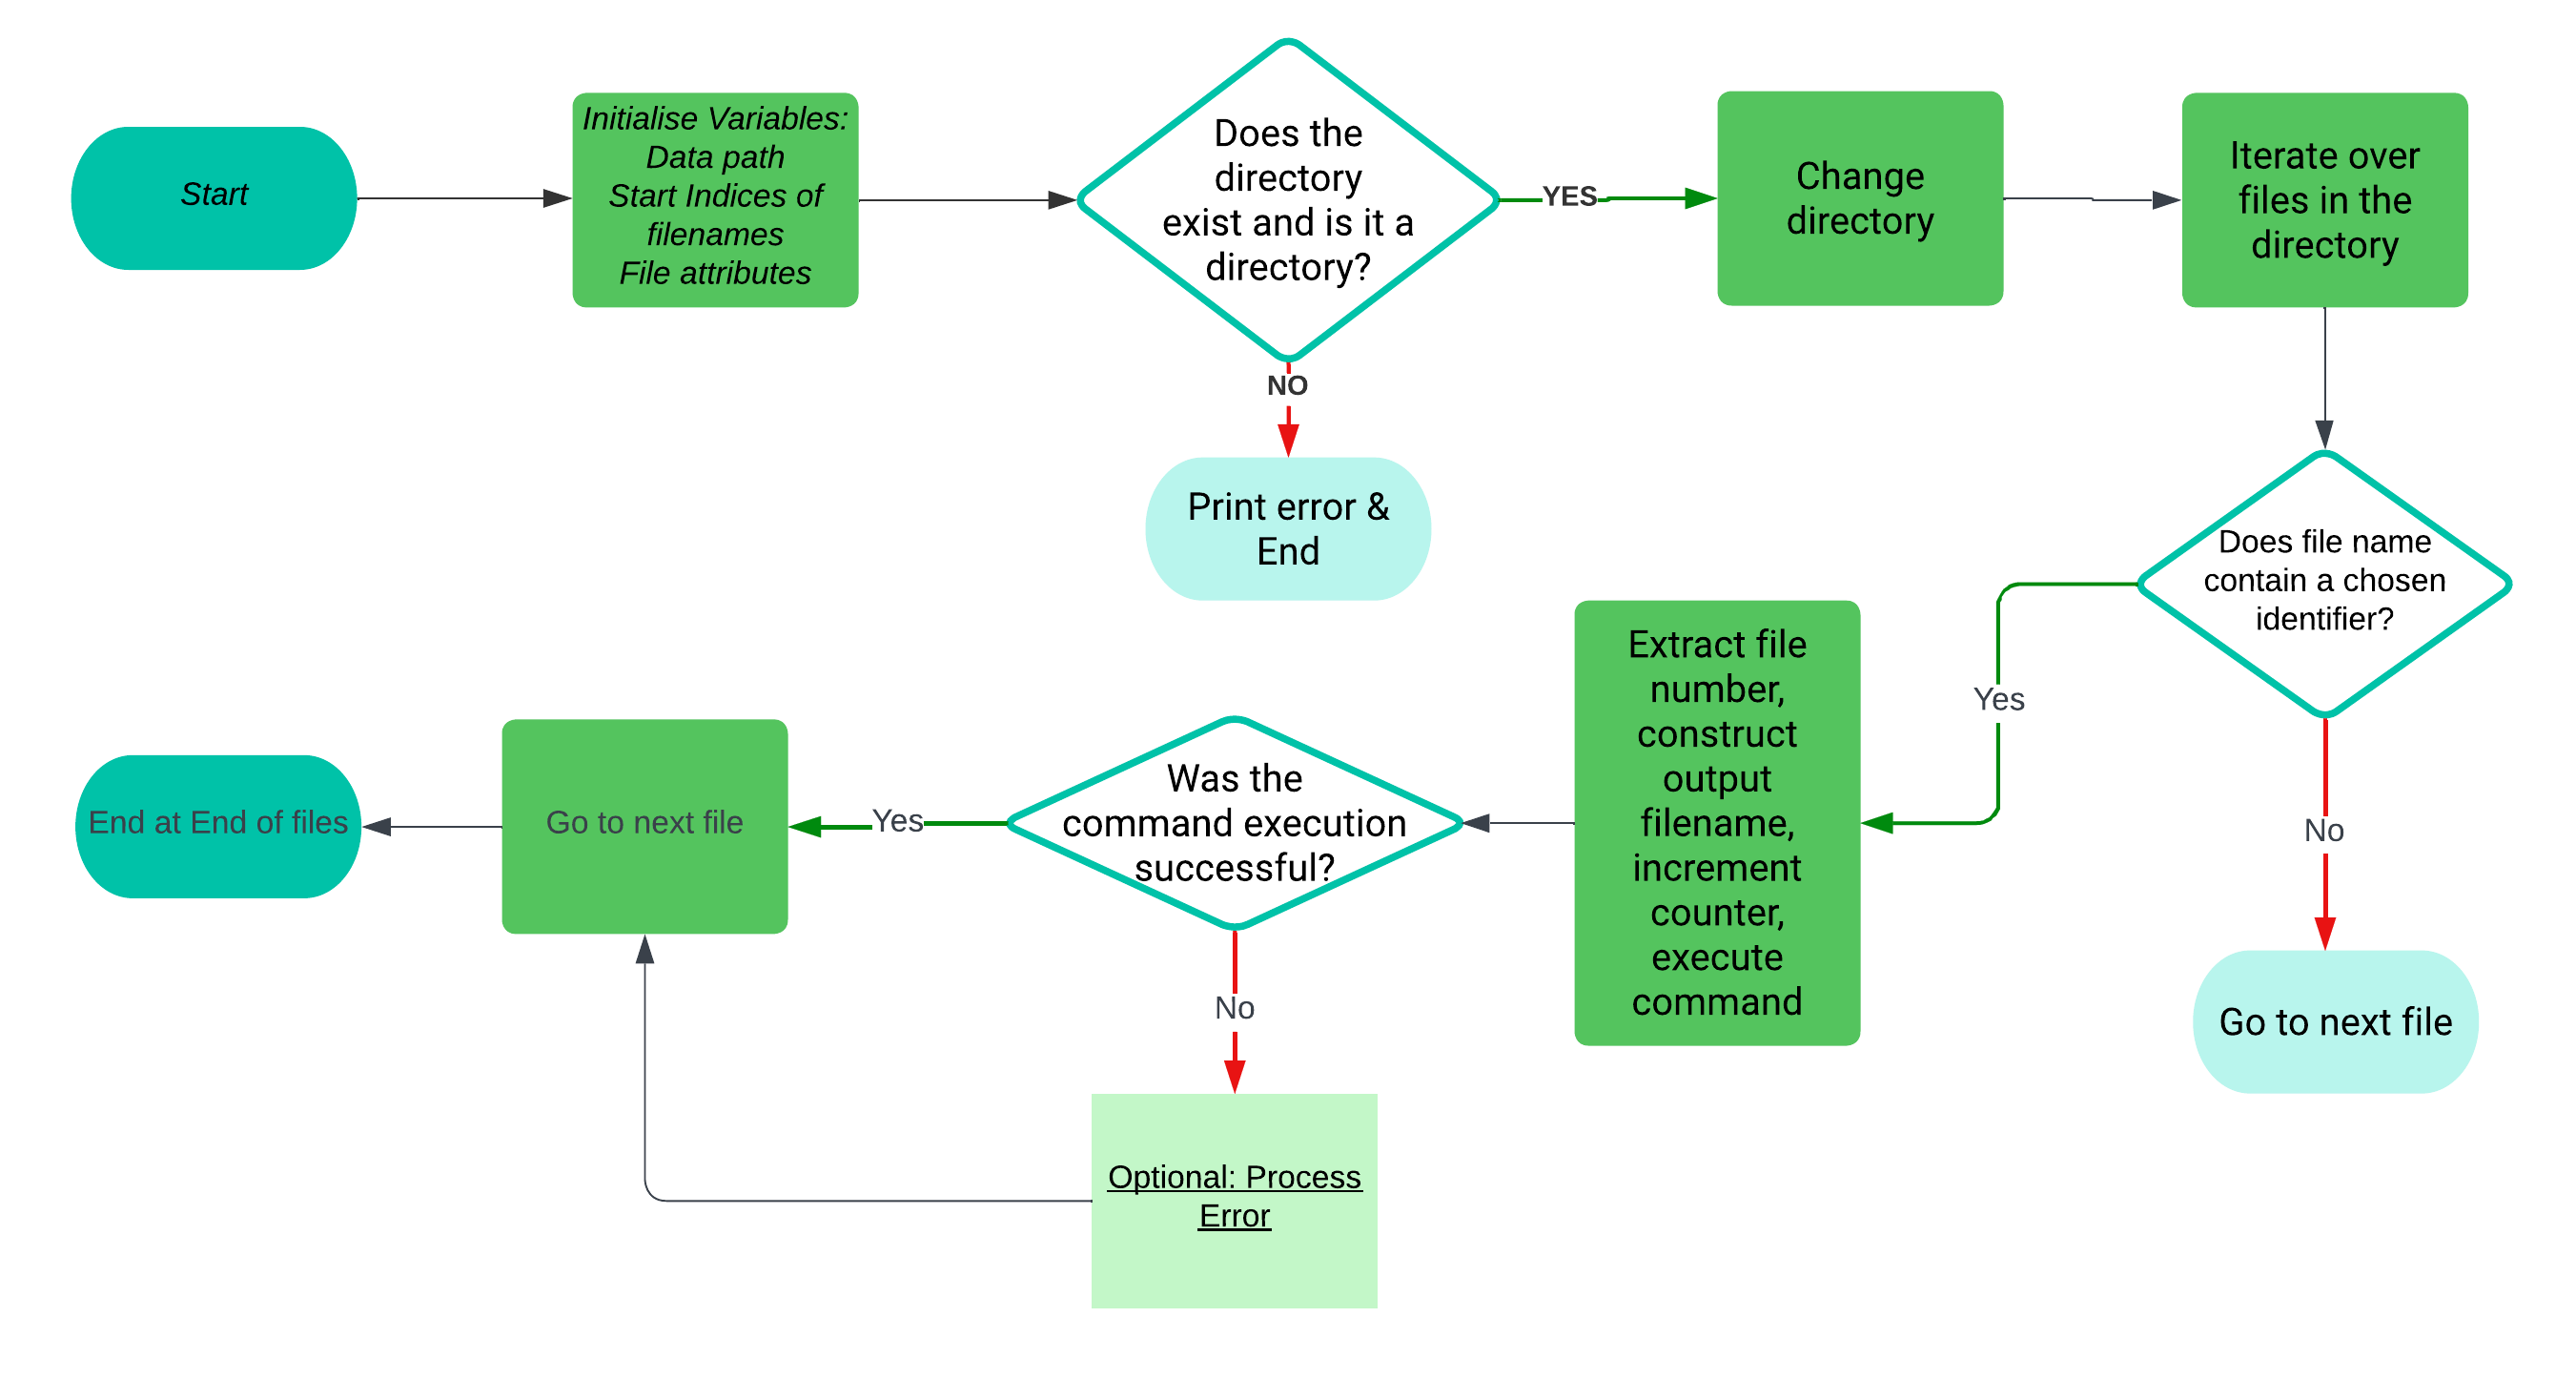 Start
Initialise Variables:
Data path
Start Indices of
filenames
File attributes
Does the
directory
exist and is it a
directory?
YES
Change
directory
Iterate over
files in the
directory
NO
Print error &
End
Does file name
contain a chosen
identifier?
Yes
No
Go to next file
Extract file
number,
construct
output
filename,
increment
counter,
execute
command
Was the
command execution
successful?
Yes
No
Go to next file
End at End of files
Optional: Process
Error